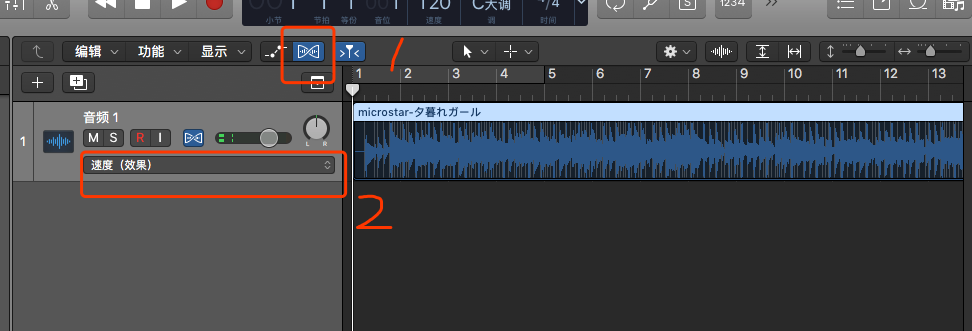 小节 节拍 等份 音位
120 速度
C大调 调
/4 时间
1234
编辑 功能 显示
1
1 2 3 4 5 6 7 8 9 10 11 12 13
音频 1
microstar-夕暮れガール
1
M S R I
L R
速度（效果）
2